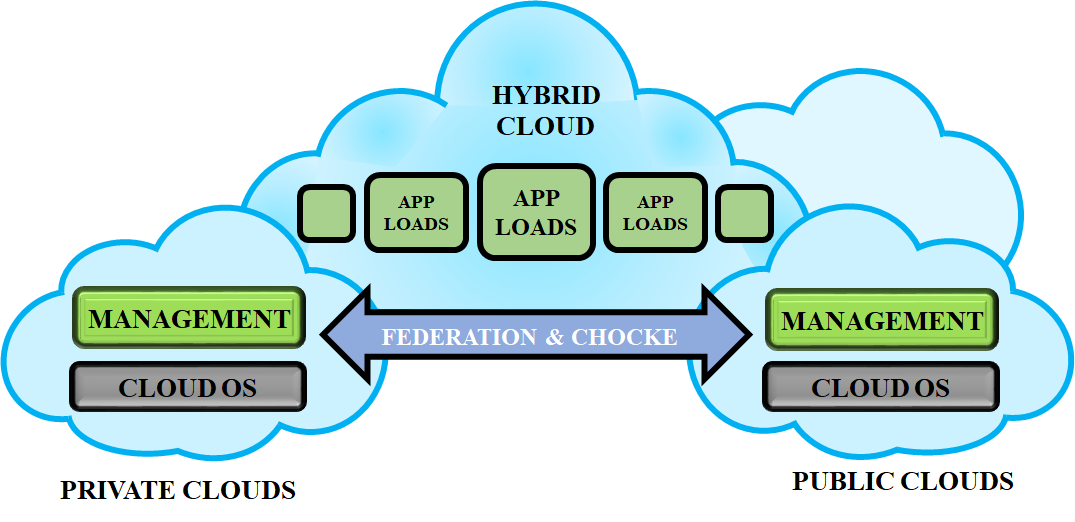 HYBRID
CLOUD
APP
LOADS
APP
LOADS
APP
LOADS
MANAGEMENT
FEDERATION & CHOCKE
MANAGEMENT
CLOUD OS
CLOUD OS
PRIVATE CLOUDS
PUBLIC CLOUDS